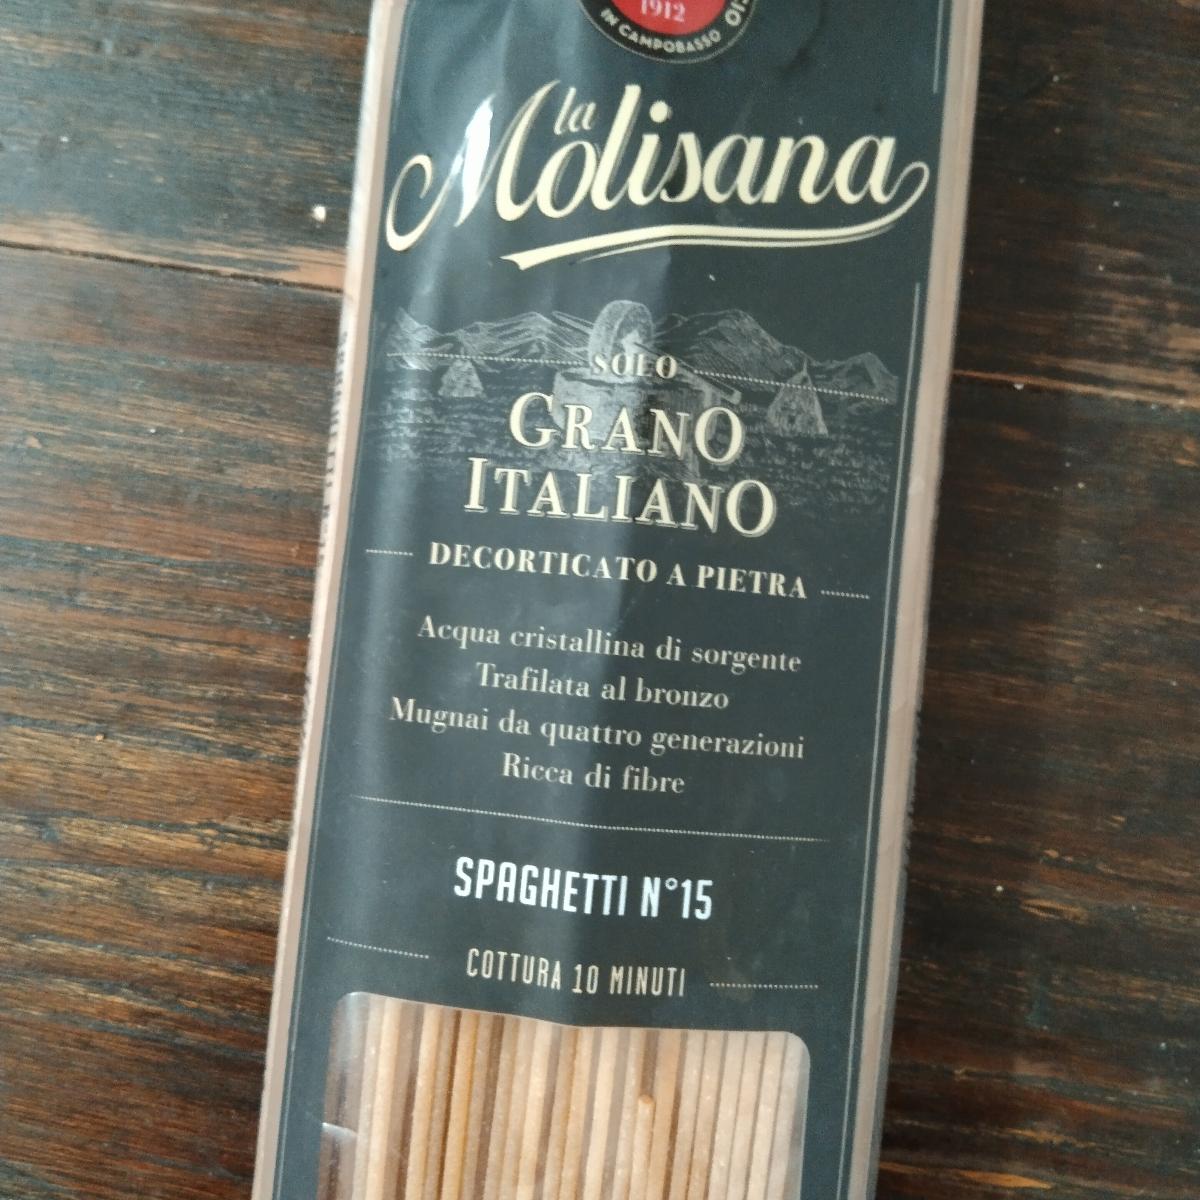 1912
IN CAMPOBASSO
la
Molisana
SOLO
GRANO
ITALIANO
DECORTICATO A PIETRA
Acqua cristallina di sorgente
Trafilata al bronzo
Mugnai da quattro generazioni
Ricca di fibre
SPAGHETTI N°15
COTTURA 10 MINUTI